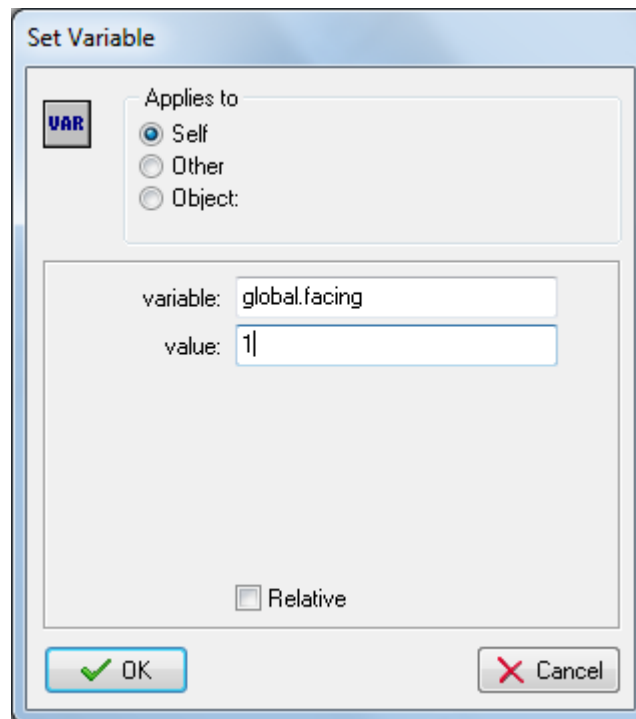 Set Variable
VAR
Applies to
Self
Other
Object:
variable: global.facing
value: 1
Relative
OK
Cancel